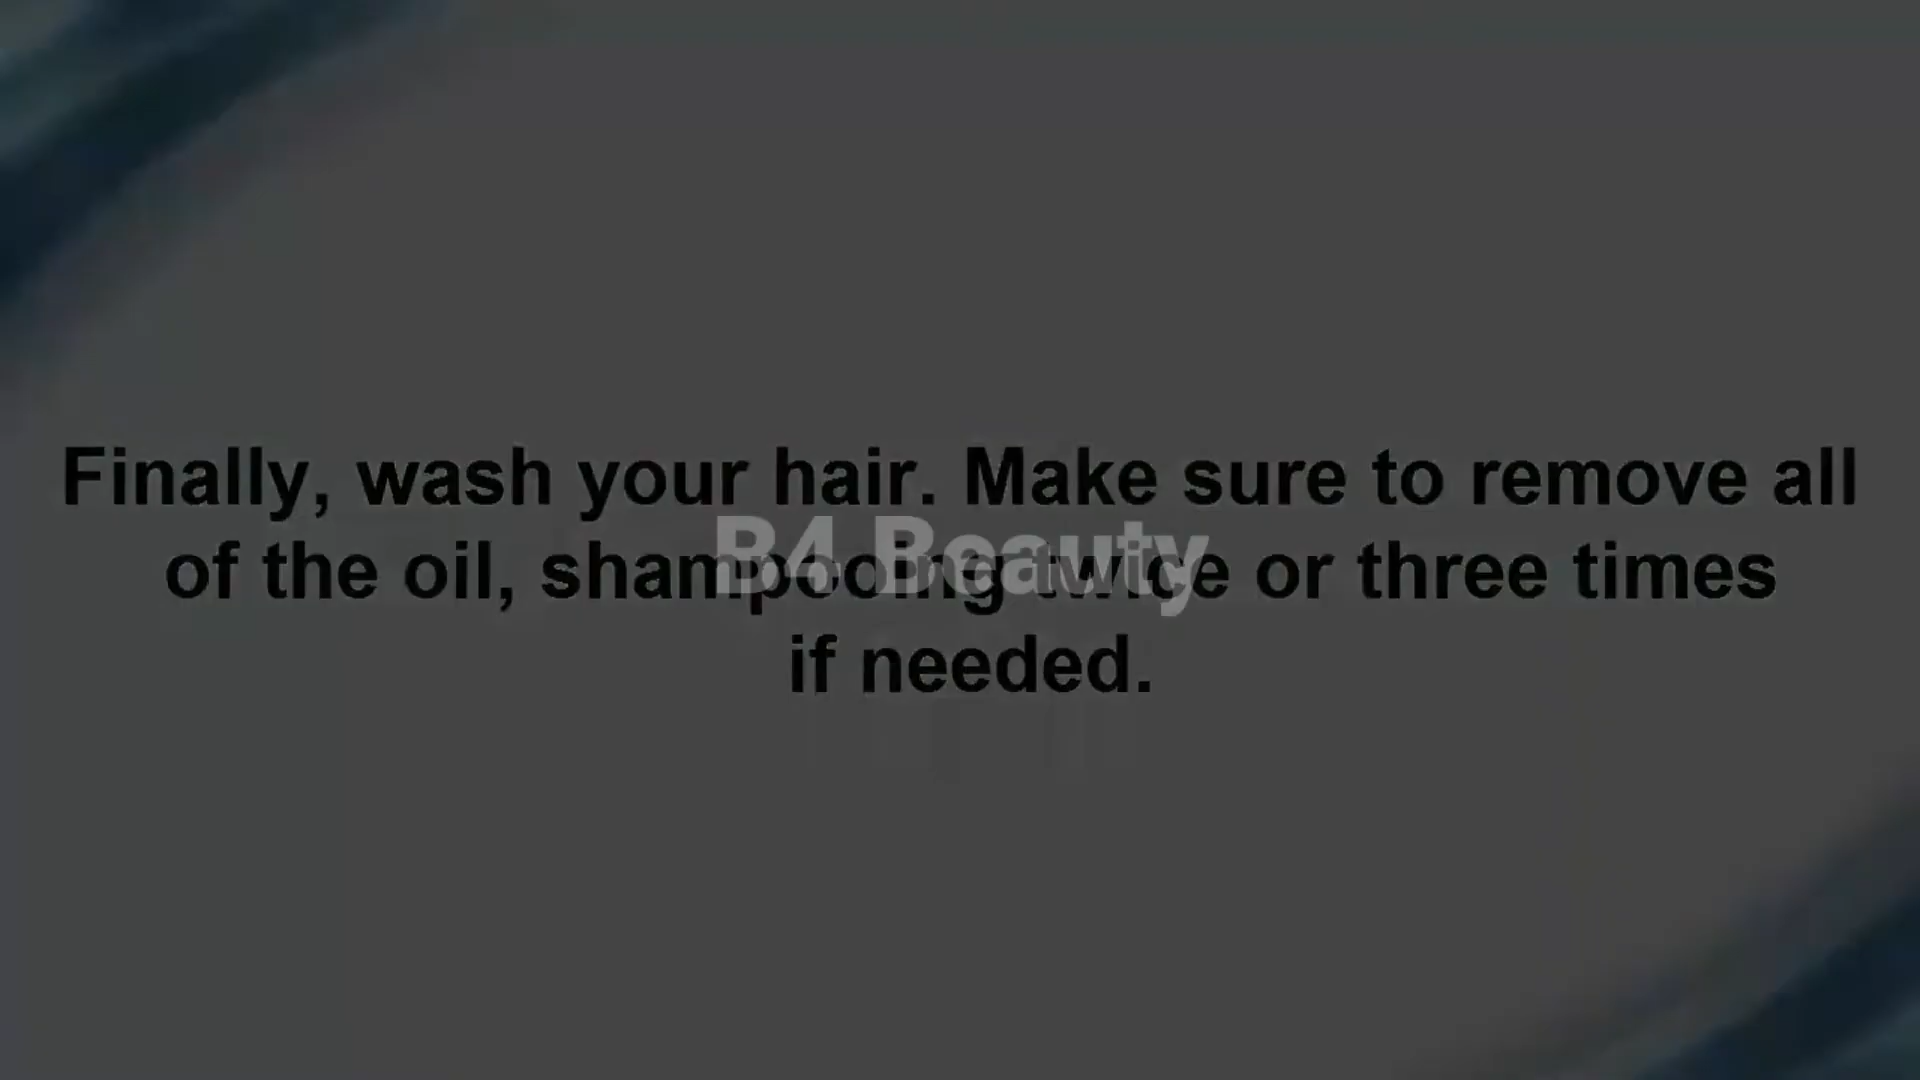 Finally, wash your hair. Make sure to remove all
B4 Beauty
of the oil, shampooing twice or three times
if needed.